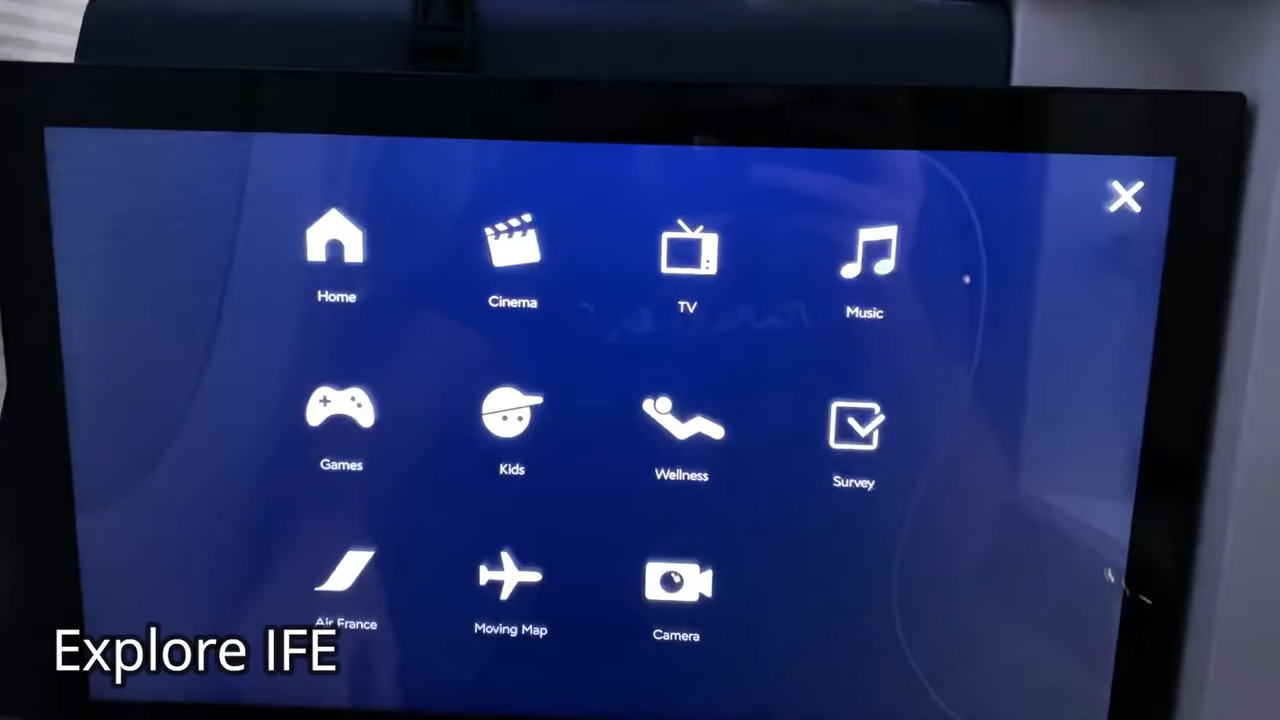 Home
Cinema
TV
Music
Games
Kids
Wellness
Survey
Air France
Moving Map
Camera
Explore IFE